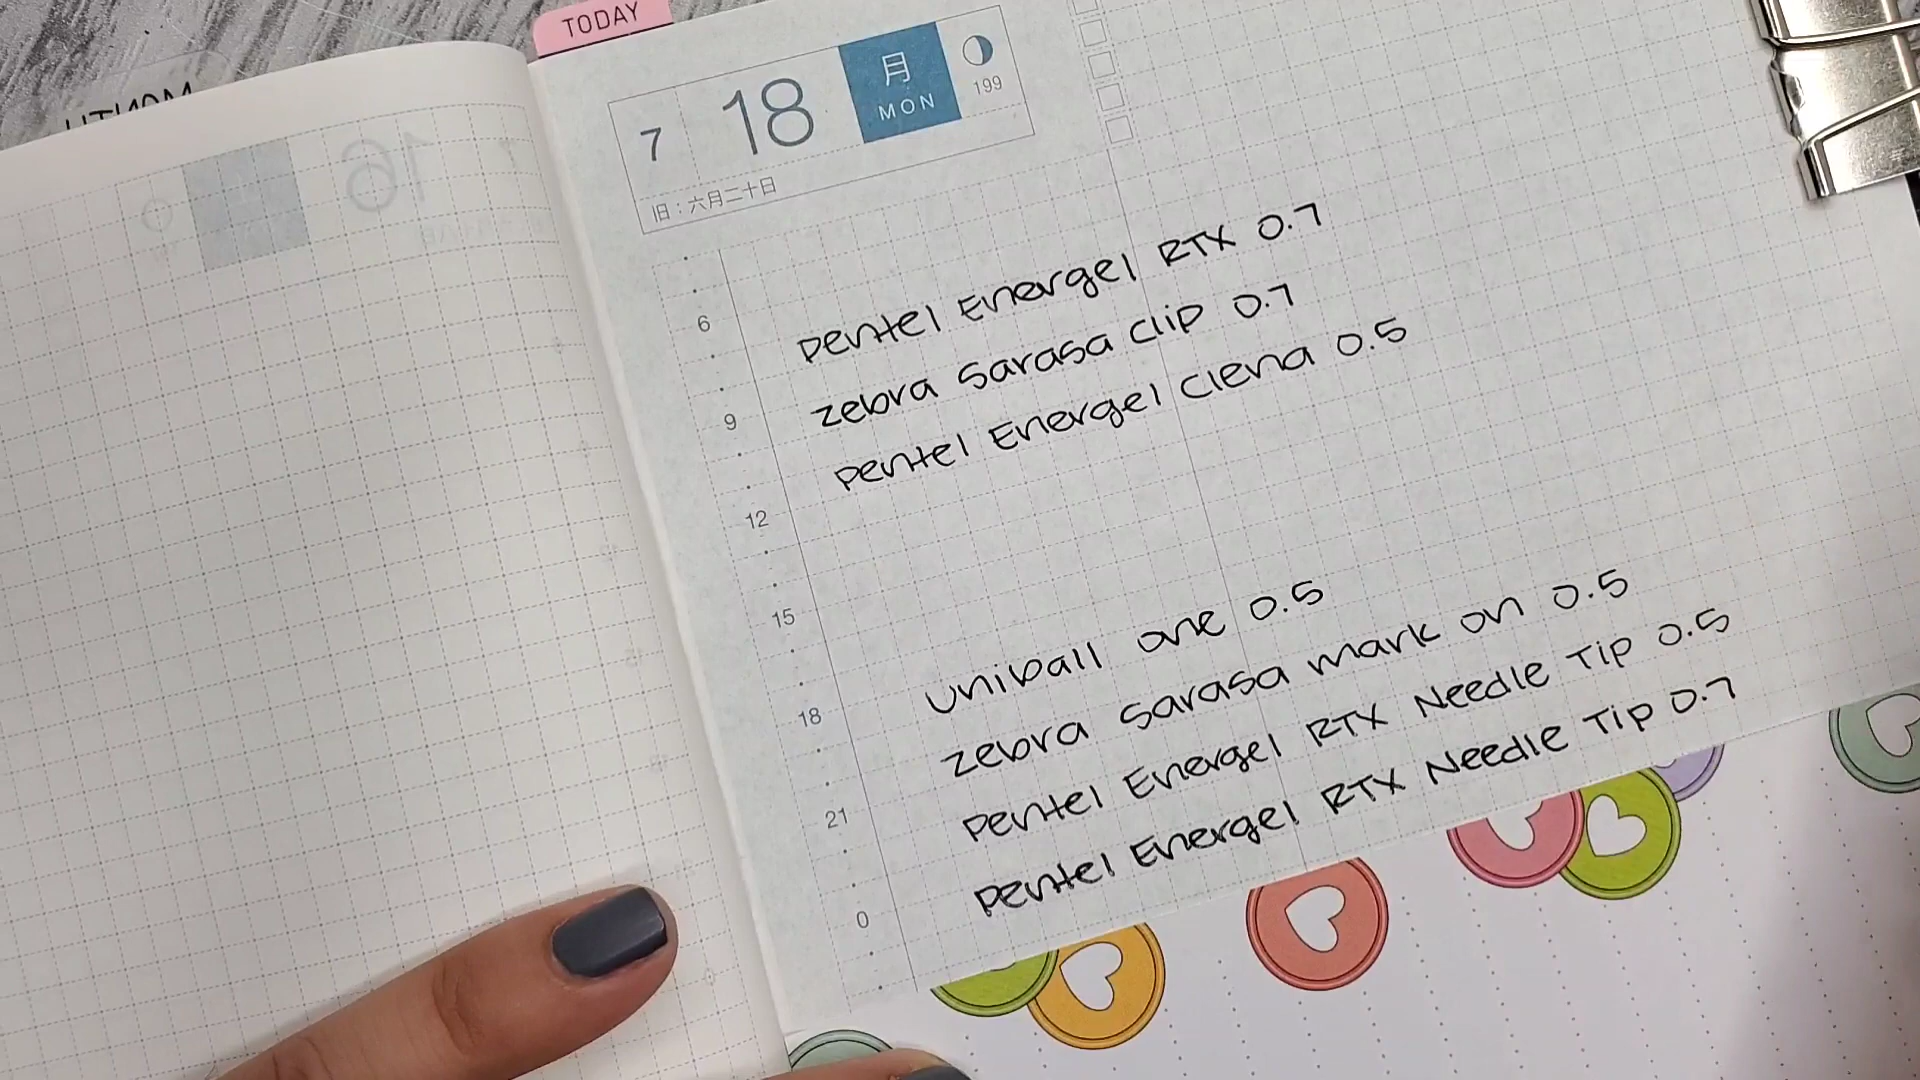 TODAY
MONTH
16
7 18 月 MON 199
旧：六月二十日
6
9
12
15
18
21
0
Pentel Energel RTX 0.7
Zebra Sarasa Clip 0.7
Pentel Energel Clena 0.5
Uniball one 0.5
Zebra Sarasa mark on 0.5
Pentel Energel RTX Needle Tip 0.5
Pentel Energel RTX Needle Tip 0.7